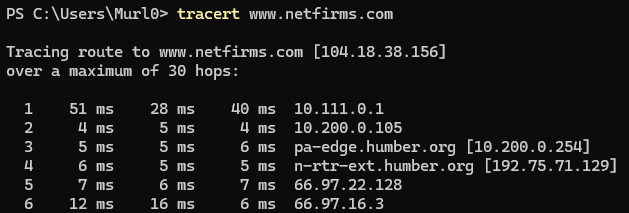 PS C:\Users\Murl0> tracert www.netfirms.com
Tracing route to www.netfirms.com [104.18.38.156]
over a maximum of 30 hops:
1 51 ms 28 ms 40 ms 10.111.0.1
2 4 ms 5 ms 4 ms 10.200.0.105
3 5 ms 5 ms 6 ms pa-edge.humber.org [10.200.0.254]
4 6 ms 5 ms 5 ms n-rtr-ext.humber.org [192.75.71.129]
5 7 ms 6 ms 7 ms 66.97.22.128
6 12 ms 16 ms 6 ms 66.97.16.3